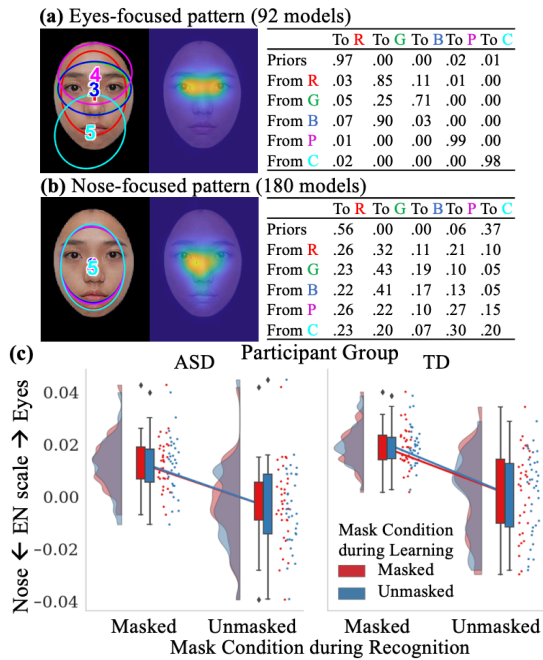 (a) Eyes-focused pattern (92 models)
To R To G To B To P To C
Priors .97 .00 .00 .02 .01
From R .03 .85 .11 .01 .00
From G .05 .25 .71 .00 .00
From B .07 .90 .03 .00 .00
From P .01 .00 .00 .99 .00
From C .02 .00 .00 .00 .98
4
3
5
(b) Nose-focused pattern (180 models)
To R To G To B To P To C
Priors .56 .00 .00 .06 .37
From R .26 .32 .11 .21 .10
From G .23 .43 .19 .10 .05
From B .22 .41 .17 .13 .05
From P .26 .22 .10 .27 .15
From C .23 .20 .07 .30 .20
5
(c) Participant Group
ASD TD
Nose ← EN scale → Eyes
0.04
0.02
0.00
-0.02
-0.04
Mask Condition
during Learning
Masked
Unmasked
Masked Unmasked Masked Unmasked
Mask Condition during Recognition